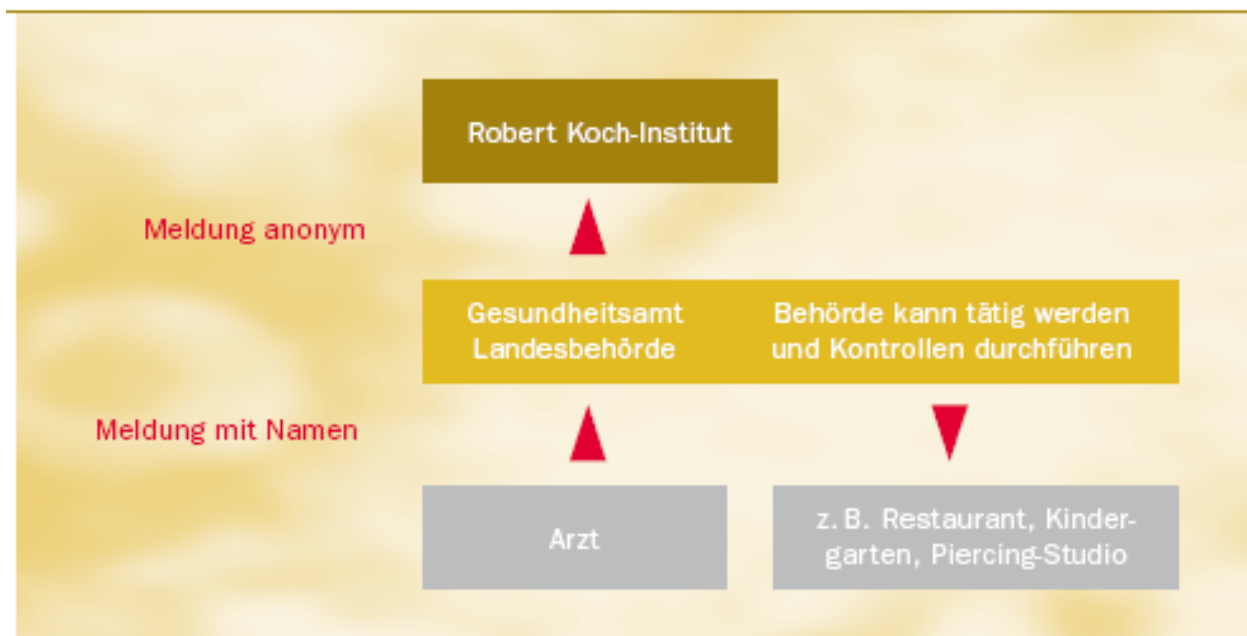 Robert Koch-Institut
Meldung anonym
Gesundheitsamt
Landesbehörde
Behörde kann tätig werden
und Kontrollen durchführen
Meldung mit Namen
Arzt
z. B. Restaurant, Kinder-
garten, Piercing-Studio